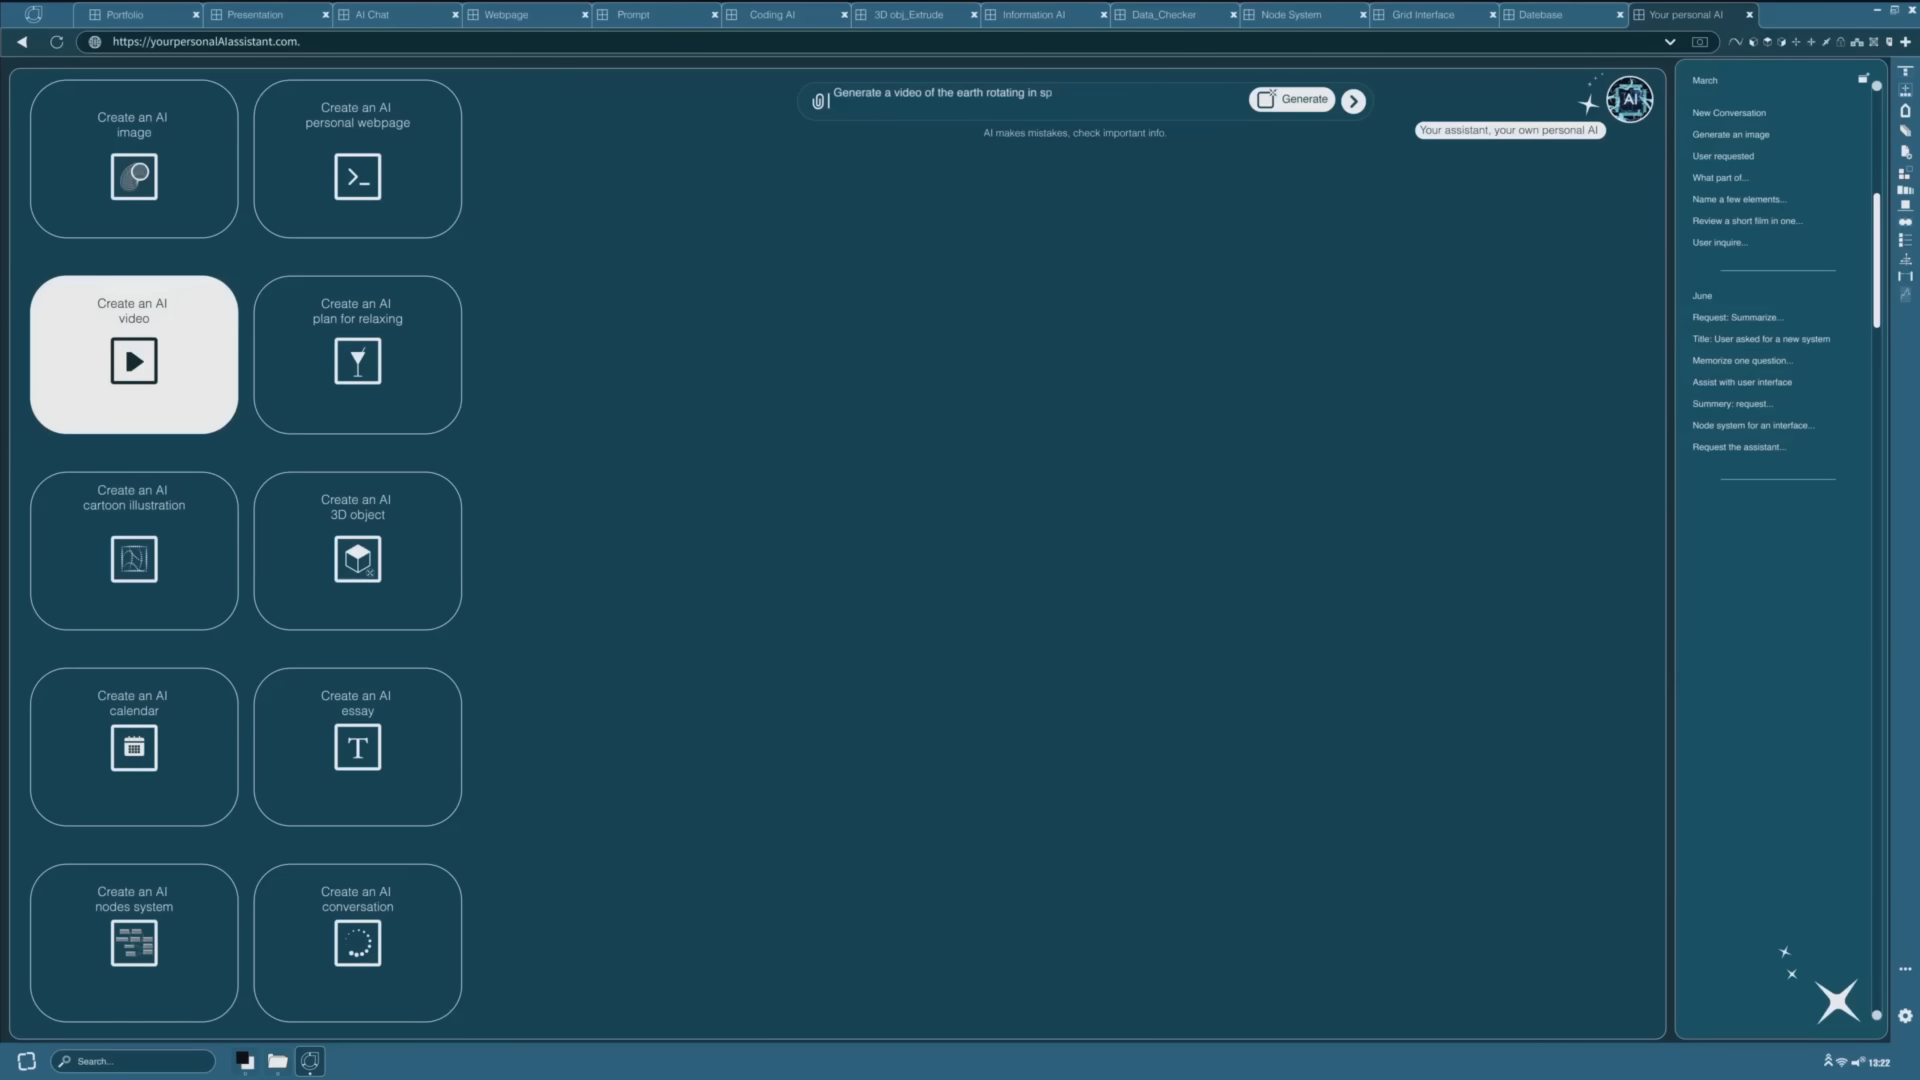 Portfolio
Presentation
AI Chat
Webpage
Prompt
Coding AI
3D obj_Extrude
Information AI
Data_Checker
Node System
Grid Interface
Datebase
Your personal AI
https://yourpersonalAIassistant.com.
Create an AI
image
Create an AI
personal webpage
Create an AI
video
Create an AI
plan for relaxing
Create an AI
cartoon illustration
Create an AI
3D object
Create an AI
calendar
Create an AI
essay
T
Create an AI
nodes system
Create an AI
conversation
Generate a video of the earth rotating in sp
Generate
AI makes mistakes, check important info.
AI
Your assistant, your own personal AI
March
New Conversation
Generate an image
User requested
What part of...
Name a few elements...
Review a short film in one...
User inquire...
June
Request: Summarize...
Title: User asked for a new system
Memorize one question...
Assist with user interface
Summery: request...
Node system for an interface...
Request the assistant...
Search...
13:22